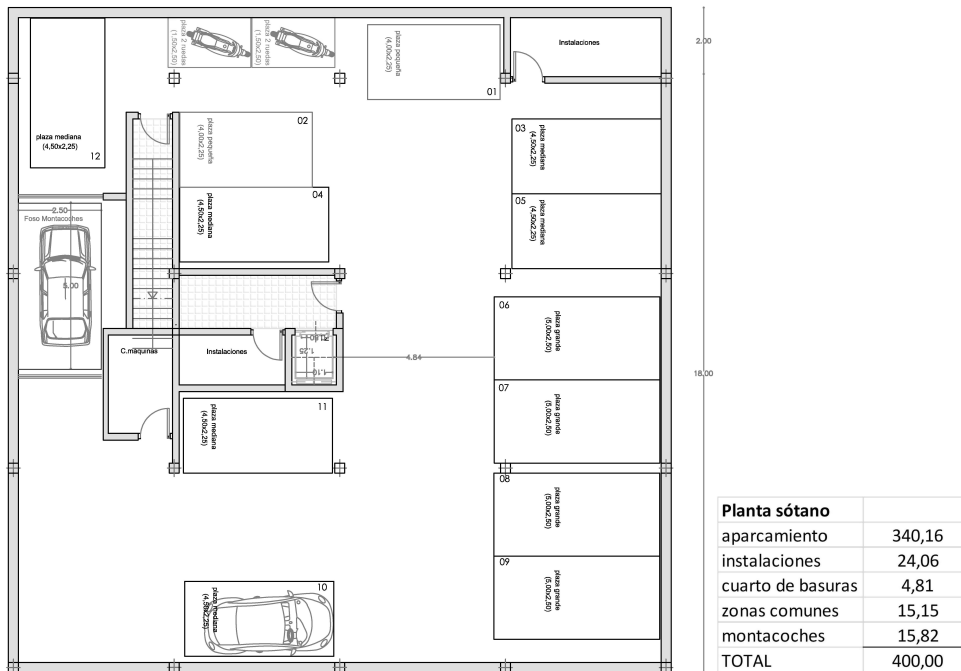 plaza 2 ruedas
(1,50x2,50)
plaza 2 ruedas
(1,50x2,50)
plaza pequeña
(4,00x2,25)
01
Instalaciones
2.00
plaza mediana
(4,50x2,25)
12
02
plaza pequeña
(4,00x2,25)
03
plaza mediana
(4,50x2,25)
04
plaza mediana
(4,50x2,25)
05
plaza mediana
(4,50x2,25)
2.50
Foso Montacoches
5.00
06
plaza grande
(5,00x2,50)
C.maquinas
Instalaciones
1.25
1.10
4.84
18.00
07
plaza grande
(5,00x2,50)
11
plaza mediana
(4,50x2,25)
08
plaza grande
(5,00x2,50)
09
plaza grande
(5,00x2,50)
10
plaza mediana
(4,50x2,25)
Planta sótano
aparcamiento 340,16
instalaciones 24,06
cuarto de basuras 4,81
zonas comunes 15,15
montacoches 15,82
TOTAL 400,00